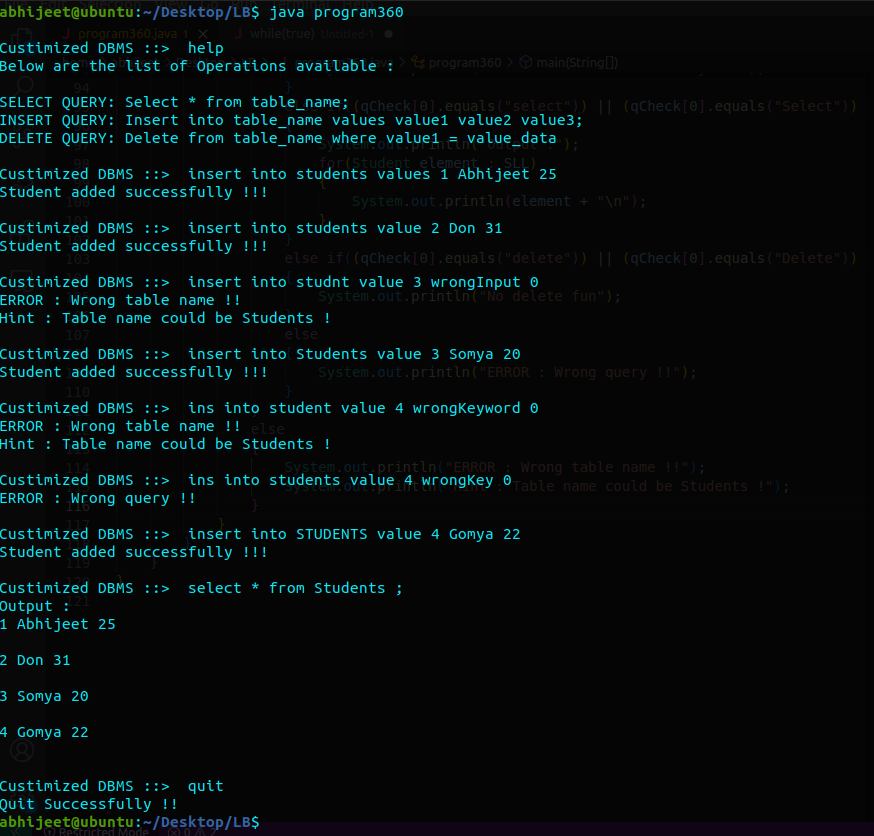 abhijeet@ubuntu:~/Desktop/LB$ java program360
Custimized DBMS ::>  help
Below are the list of Operations available :
SELECT QUERY: Select * from table_name;
INSERT QUERY: Insert into table_name values value1 value2 value3;
DELETE QUERY: Delete from table_name where value1 = value_data
Custimized DBMS ::>  insert into students values 1 Abhijeet 25
Student added successfully !!!
Custimized DBMS ::>  insert into students value 2 Don 31
Student added successfully !!!
Custimized DBMS ::>  insert into studnt value 3 wrongInput 0
ERROR : Wrong table name !!
Hint : Table name could be Students !
Custimized DBMS ::>  insert into Students value 3 Somya 20
Student added successfully !!!
Custimized DBMS ::>  ins into student value 4 wrongKeyword 0
ERROR : Wrong table name !!
Hint : Table name could be Students !
Custimized DBMS ::>  ins into students value 4 wrongKey 0
ERROR : Wrong query !!
Custimized DBMS ::>  insert into STUDENTS value 4 Gomya 22
Student added successfully !!!
Custimized DBMS ::>  select * from Students ;
Output :
1 Abhijeet 25
2 Don 31
3 Somya 20
4 Gomya 22
Custimized DBMS ::>  quit
Quit Successfully !!
abhijeet@ubuntu:~/Desktop/LB$